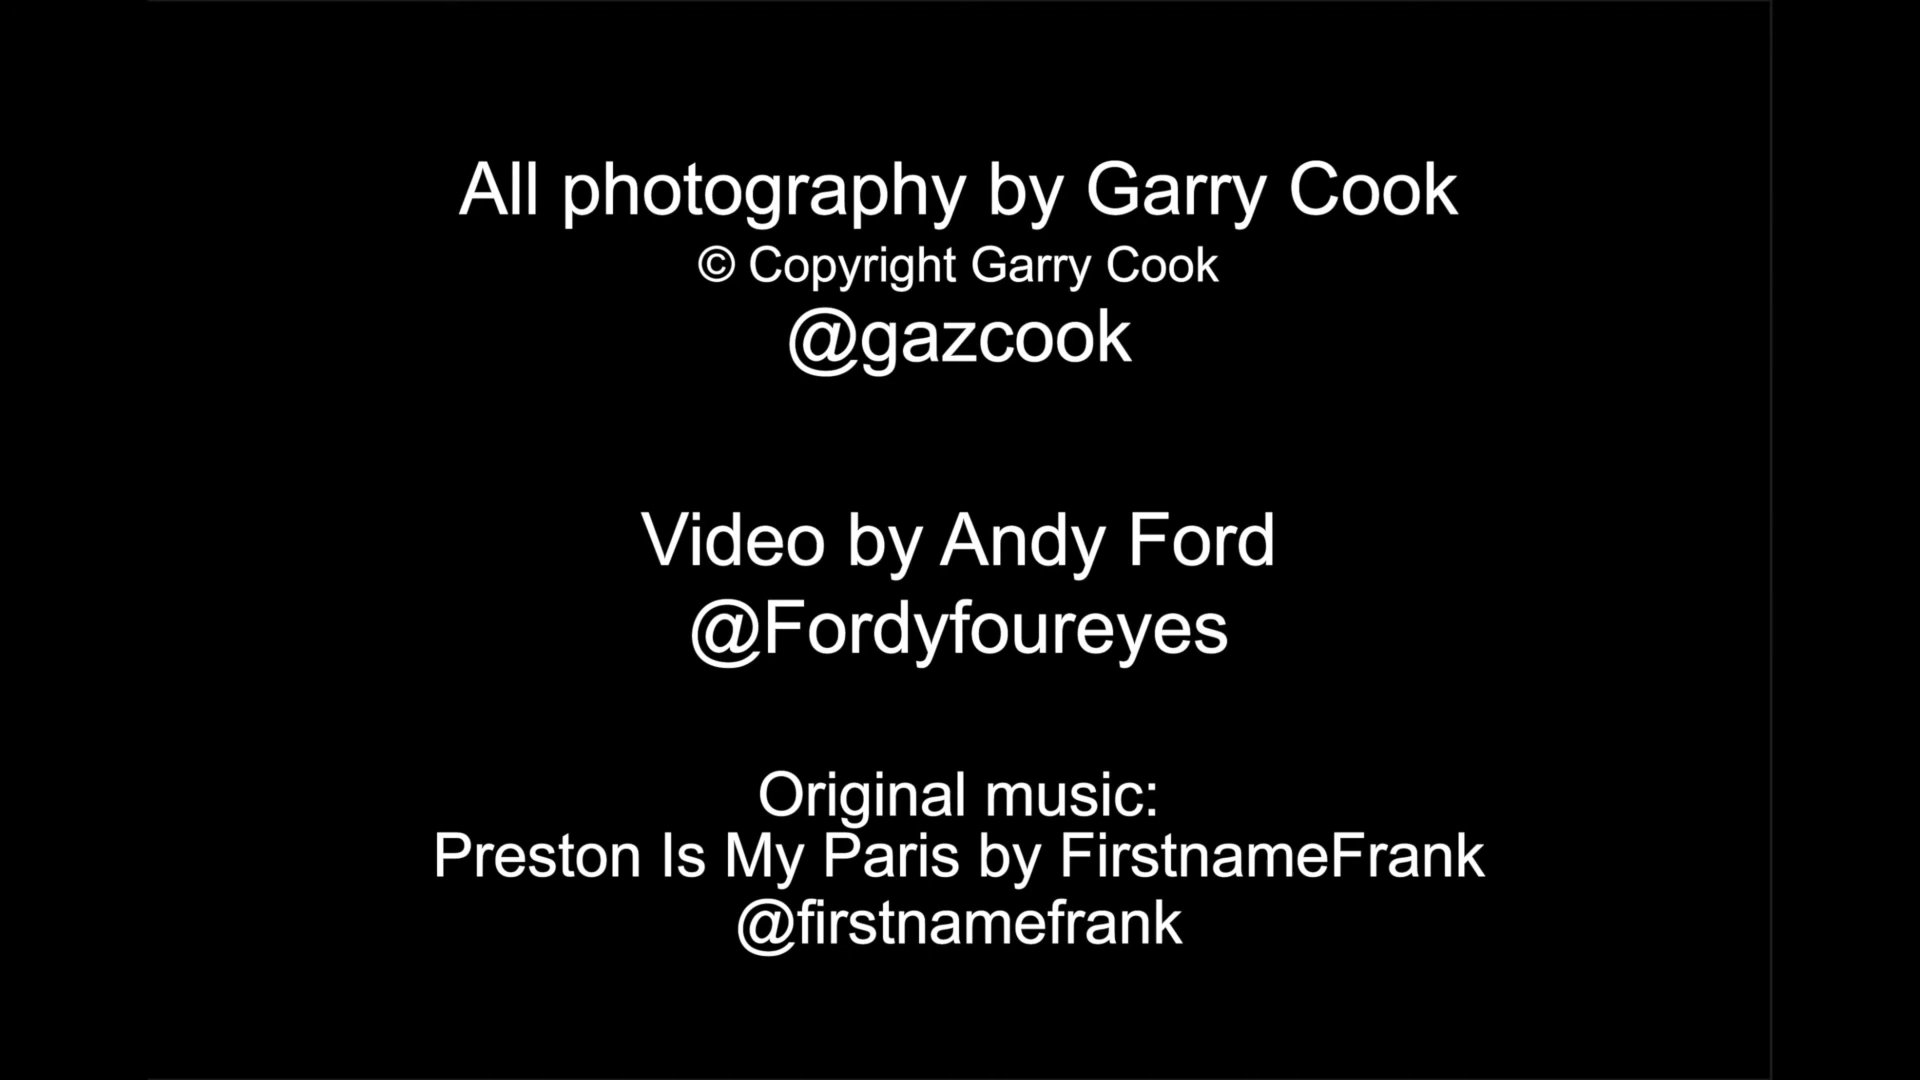 All photography by Garry Cook
© Copyright Garry Cook
@gazcook
Video by Andy Ford
@Fordyfoureyes
Original music:
Preston Is My Paris by FirstnameFrank
@firstnamefrank